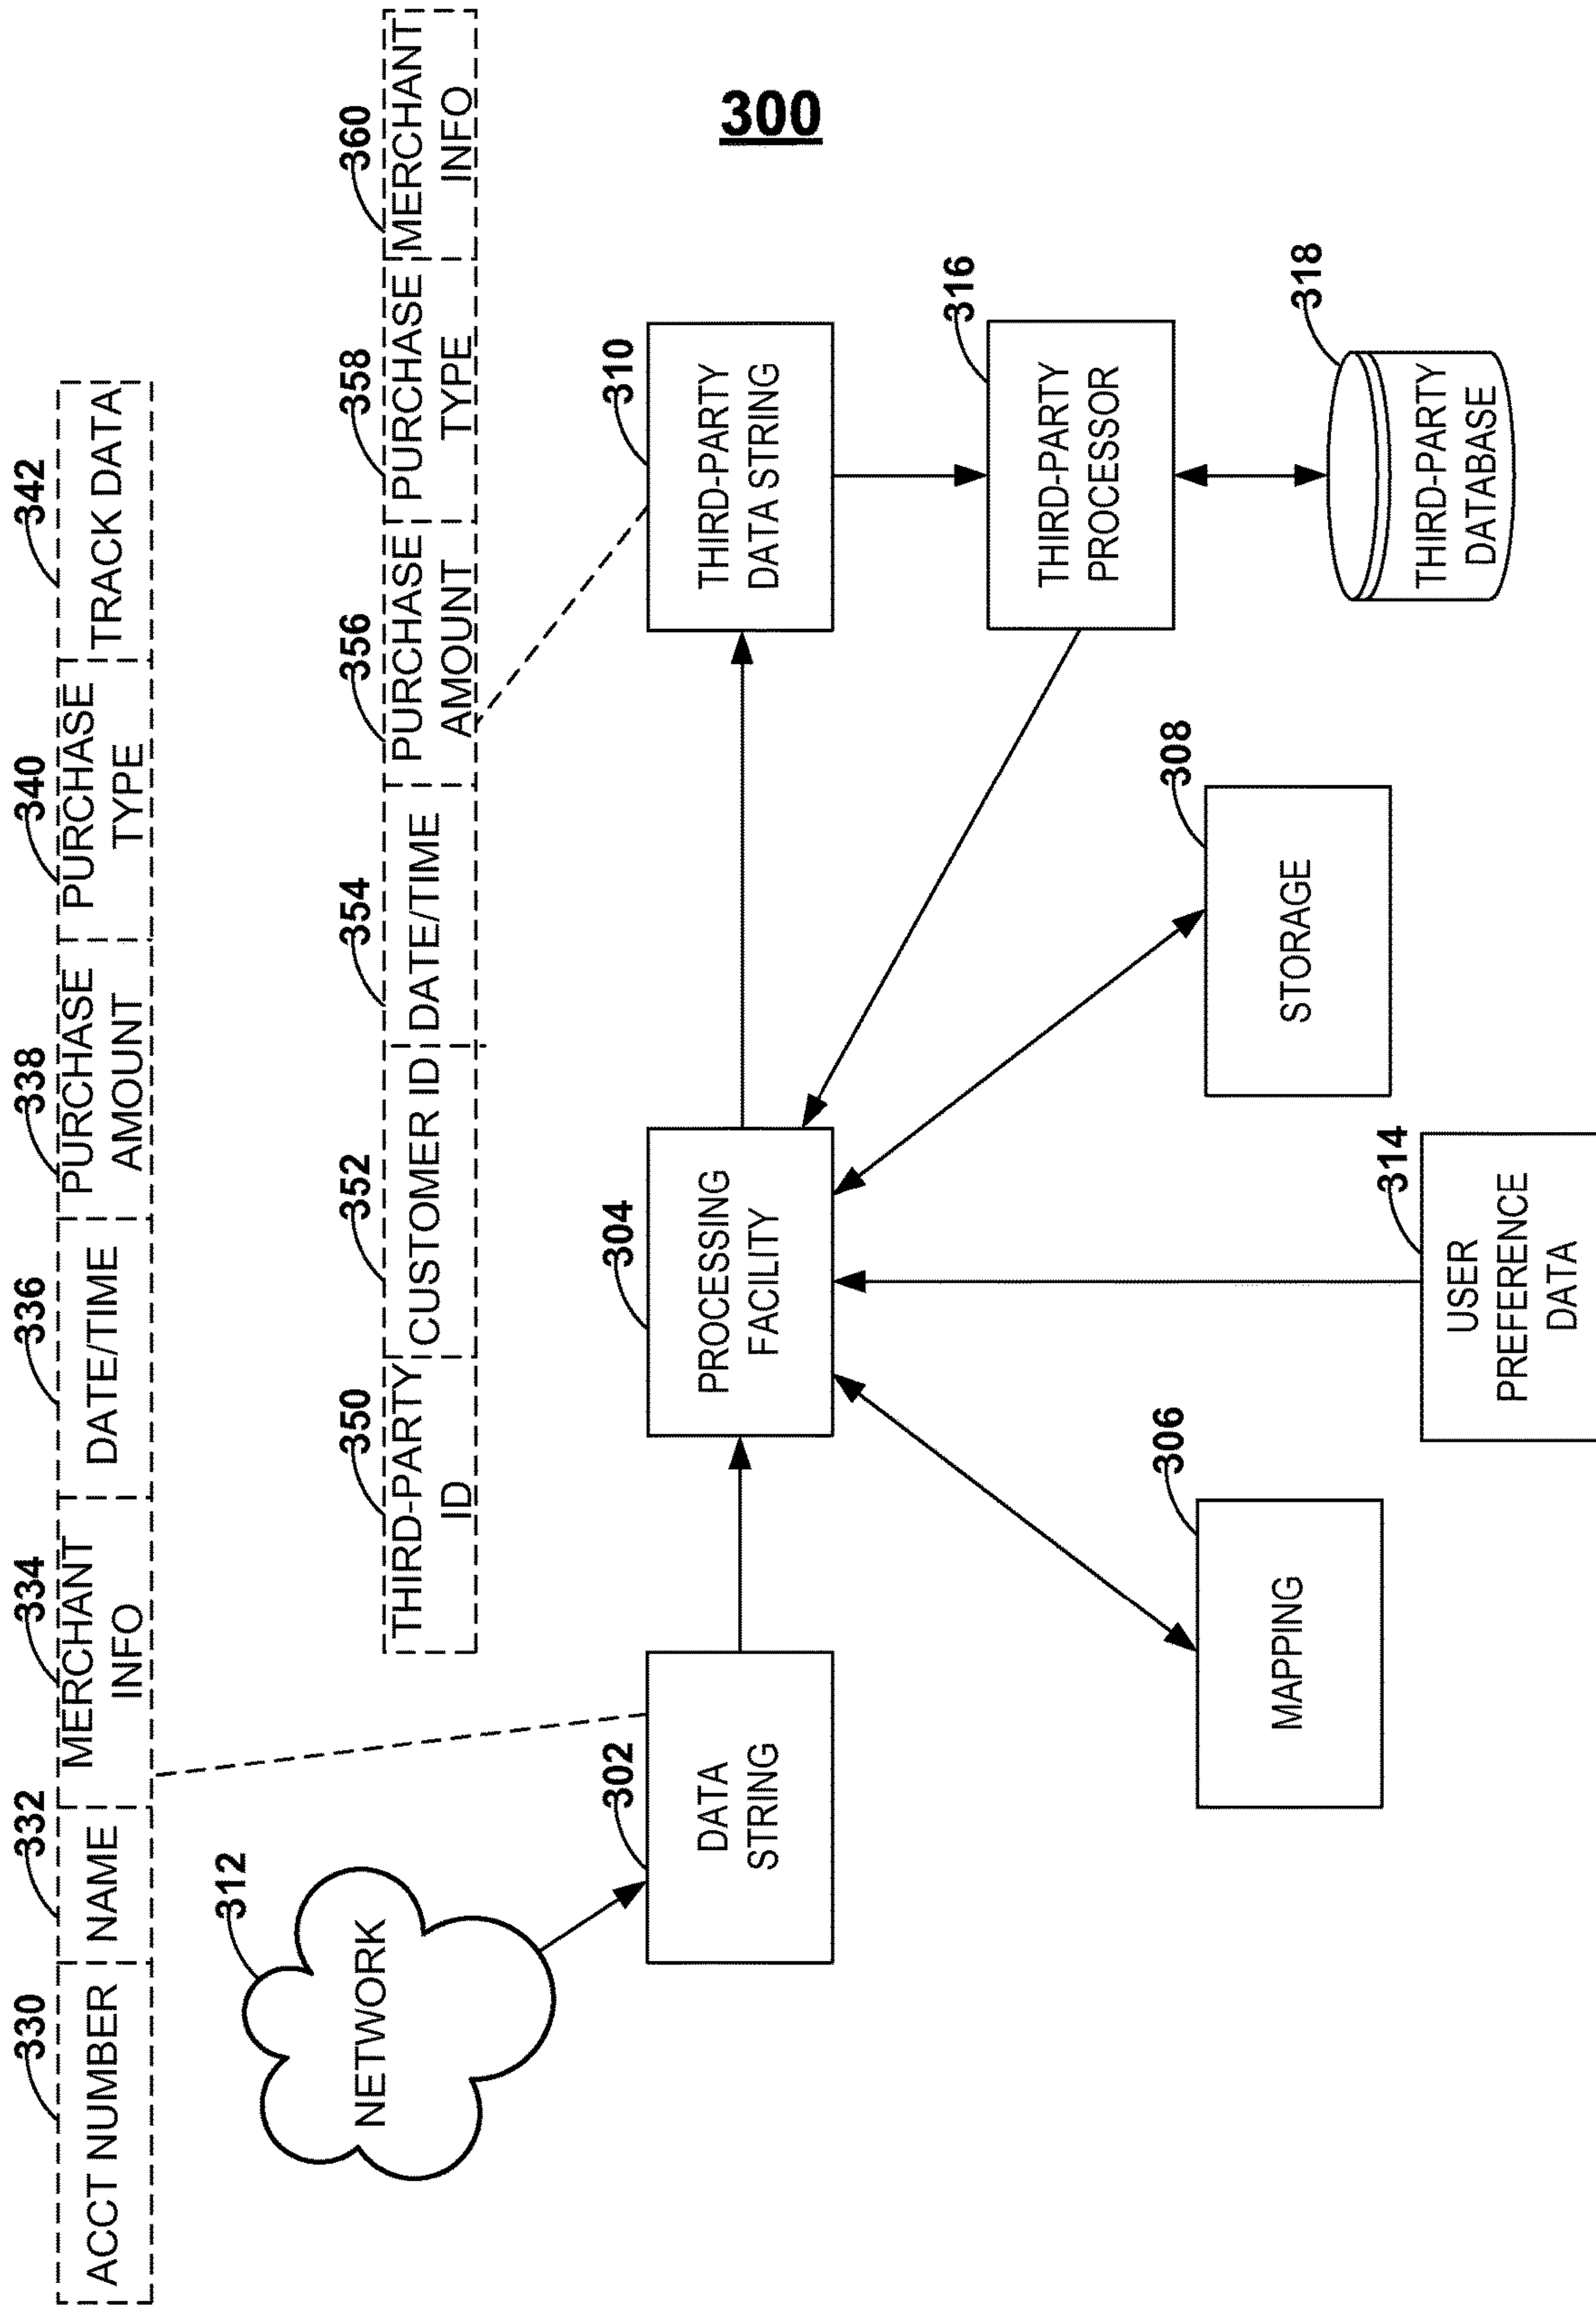 330
332
334
336
338
340
342
ACCT NUMBER
NAME
MERCHANT
INFO
DATE/TIME
PURCHASE
AMOUNT
PURCHASE
TYPE
TRACK DATA
350
352
354
356
358
360
THIRD-PARTY
ID
CUSTOMER ID
DATE/TIME
PURCHASE
AMOUNT
PURCHASE
TYPE
MERCHANT
INFO
312
NETWORK
302
DATA
STRING
304
PROCESSING
FACILITY
310
THIRD-PARTY
DATA STRING
300
316
THIRD-PARTY
PROCESSOR
306
MAPPING
308
STORAGE
318
THIRD-PARTY
DATABASE
314
USER
PREFERENCE
DATA